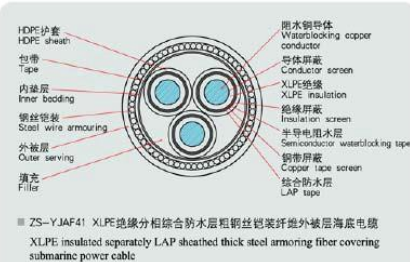 HDPE护套
HDPE sheath
包带
Tape
内垫层
Inner bedding
钢丝铠装
Steel wire armouring
外被层
Outer serving
填充
Filler
阻水铜导体
Waterblocking copper
conductor
导体屏蔽
Conductor screen
XLPE绝缘
XLPE insulation
绝缘屏蔽
Insulation screen
半导电阻水层
Semiconductor waterblocking tape
铜带屏蔽
Copper tape screen
综合防水层
LAP tape
ZS-YJAF41 XLPE绝缘分相综合防水层粗钢丝铠装纤维外被层海底电缆
XLPE insulated separately LAP sheathed thick steel armoring fiber covering
submarine power cable